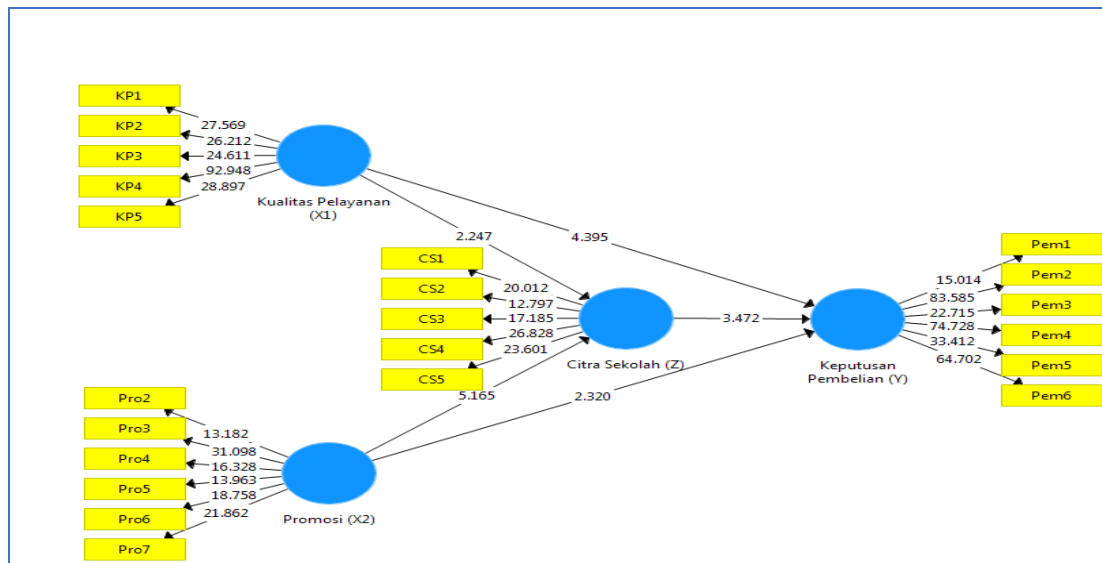 KP1
KP2
KP3
KP4
KP5
27.569
26.212
24.611
92.948
28.897
Kualitas Pelayanan
(X1)
2.247
4.395
CS1
CS2
CS3
CS4
CS5
20.012
12.797
17.185
26.828
23.601
Citra Sekolah (Z)
3.472
5.165
2.320
Pro2
Pro3
Pro4
Pro5
Pro6
Pro7
13.182
31.098
16.328
13.963
18.758
21.862
Promosi (X2)
Keputusan
Pembelian (Y)
15.014
83.585
22.715
74.728
33.412
64.702
Pem1
Pem2
Pem3
Pem4
Pem5
Pem6